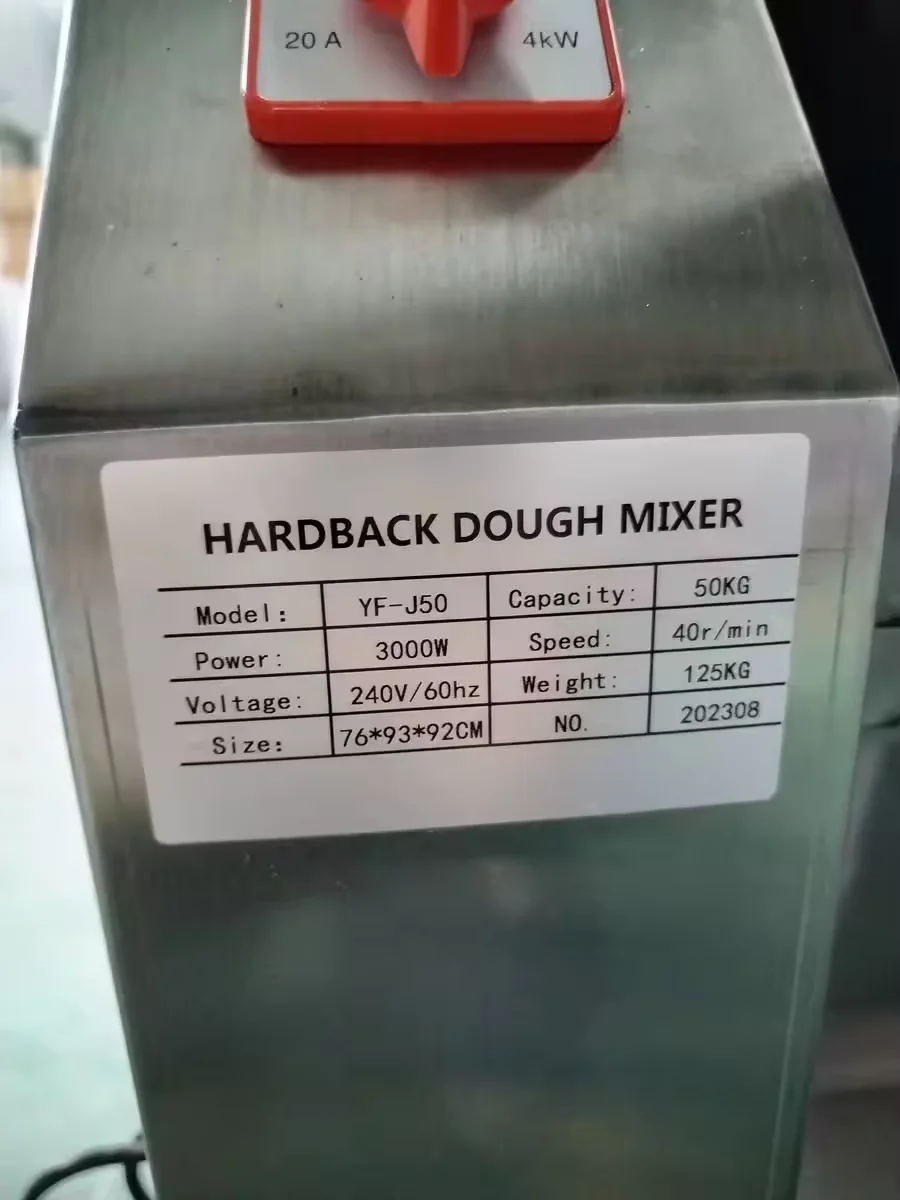 20 A 4kW
HARDBACK DOUGH MIXER
Model: YF-J50 Capacity: 50KG
Power: 3000W Speed: 40r/min
Voltage: 240V/60hz Weight: 125KG
Size: 76*93*92CM NO. 202308